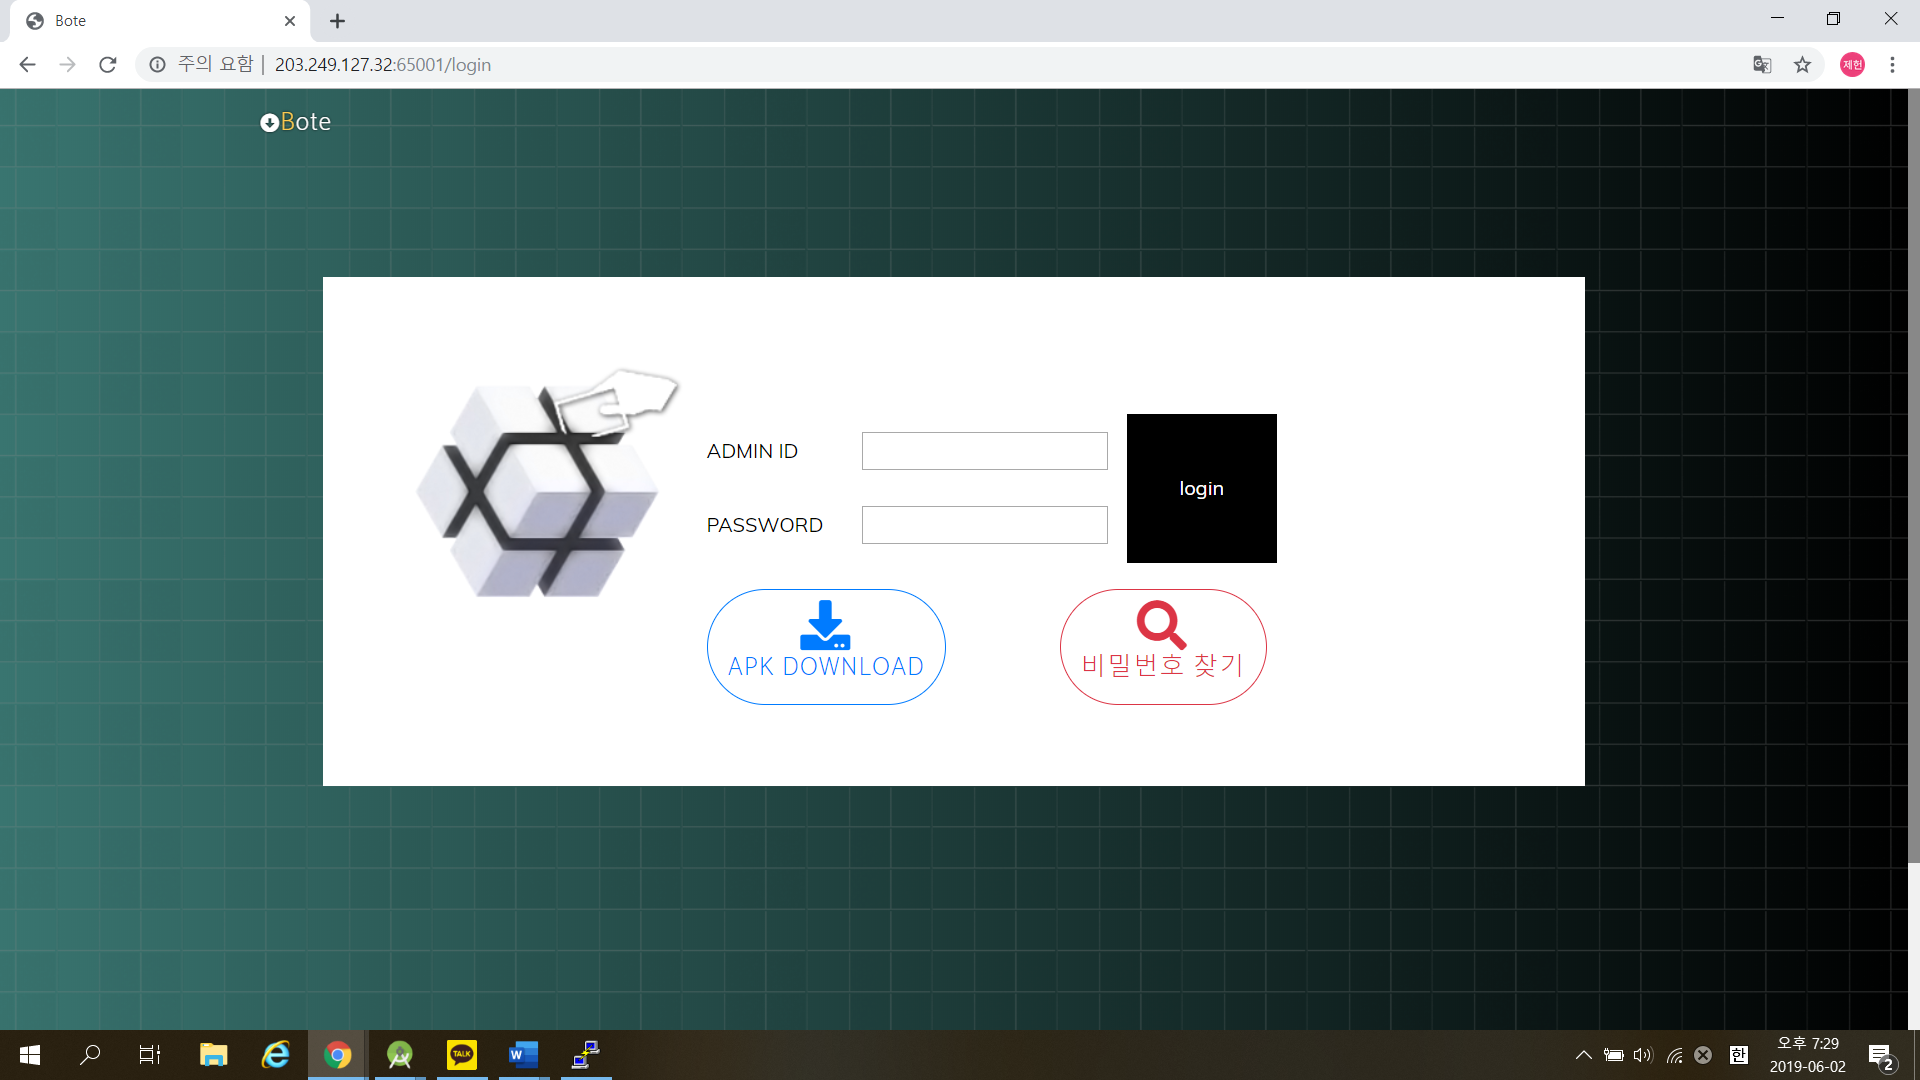 Bote
주의 요함 | 203.249.127.32:65001/login
제헌
Bote
ADMIN ID
login
PASSWORD
APK DOWNLOAD
비밀번호 찾기
TALK
W
한
오후 7:29
2019-06-02
2